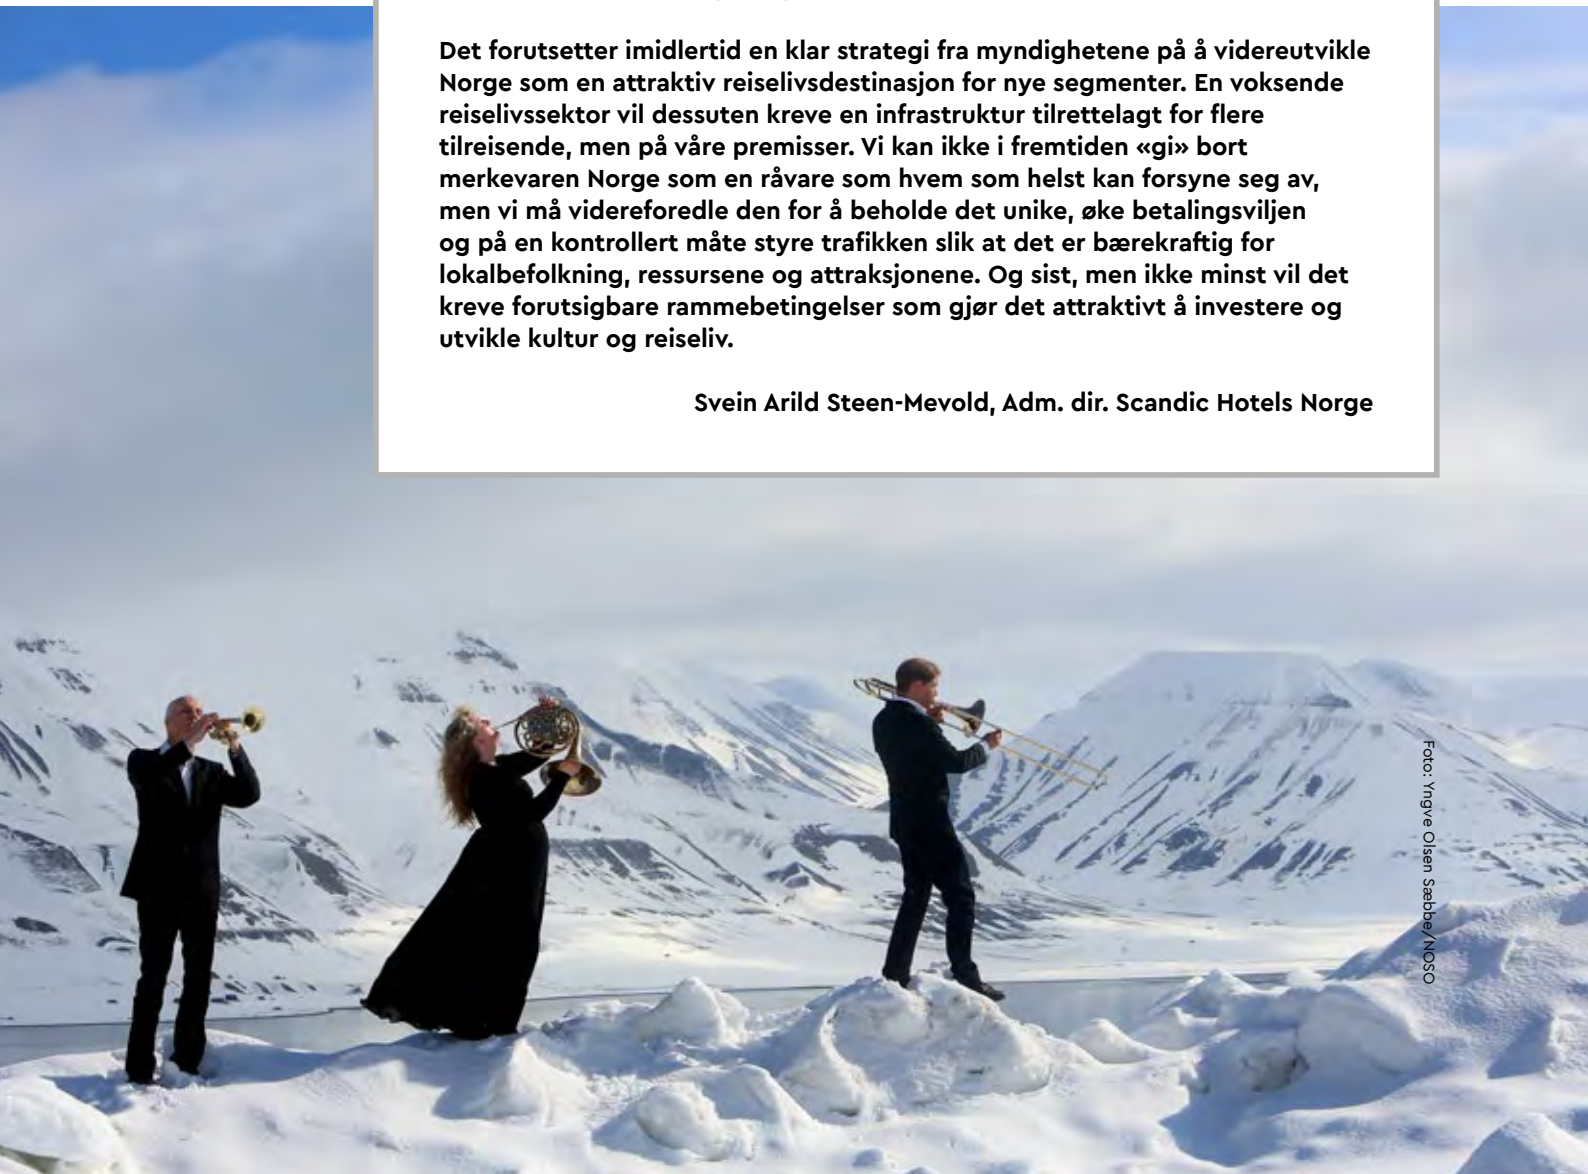 Det forutsetter imidlertid en klar strategi fra myndighetene på å videreutvikle
Norge som en attraktiv reiselivsdestinasjon for nye segmenter. En voksende
reiselivssektor vil dessuten kreve en infrastruktur tilrettelagt for flere
tilreisende, men på våre premisser. Vi kan ikke i fremtiden «gi» bort
merkevaren Norge som en råvare som hvem som helst kan forsyne seg av,
men vi må videreforedle den for å beholde det unike, øke betalingsviljen
og på en kontrollert måte styre trafikken slik at det er bærekraftig for
lokalbefolkning, ressursene og attraksjonene. Og sist, men ikke minst vil det
kreve forutsigbare rammebetingelser som gjør det attraktivt å investere og
utvikle kultur og reiseliv.
Svein Arild Steen-Mevold, Adm. dir. Scandic Hotels Norge
Foto: Yngve Olsen Sæbbe/NOSO